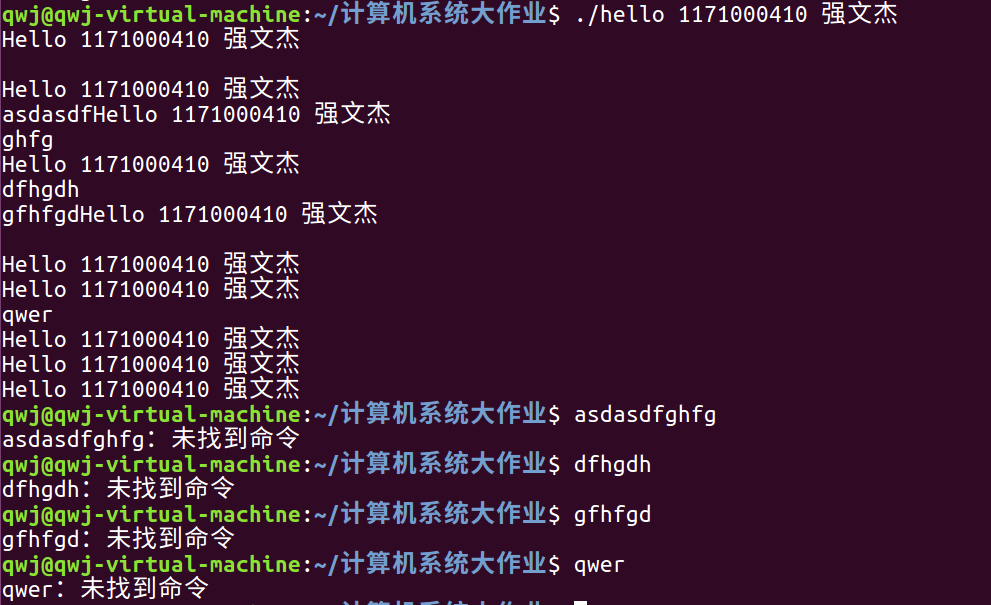 qwj@qwj-virtual-machine:~/计算机系统大作业$ ./hello 1171000410 强文杰
Hello 1171000410 强文杰
Hello 1171000410 强文杰
asdasdfHello 1171000410 强文杰
ghfg
Hello 1171000410 强文杰
dfhgdh
gfhfgdHello 1171000410 强文杰
Hello 1171000410 强文杰
Hello 1171000410 强文杰
qwer
Hello 1171000410 强文杰
Hello 1171000410 强文杰
Hello 1171000410 强文杰
qwj@qwj-virtual-machine:~/计算机系统大作业$ asdasdfghfg
asdasdfghfg: 未找到命令
qwj@qwj-virtual-machine:~/计算机系统大作业$ dfhgdh
dfhgdh: 未找到命令
qwj@qwj-virtual-machine:~/计算机系统大作业$ gfhfgd
gfhfgd: 未找到命令
qwj@qwj-virtual-machine:~/计算机系统大作业$ qwer
qwer: 未找到命令